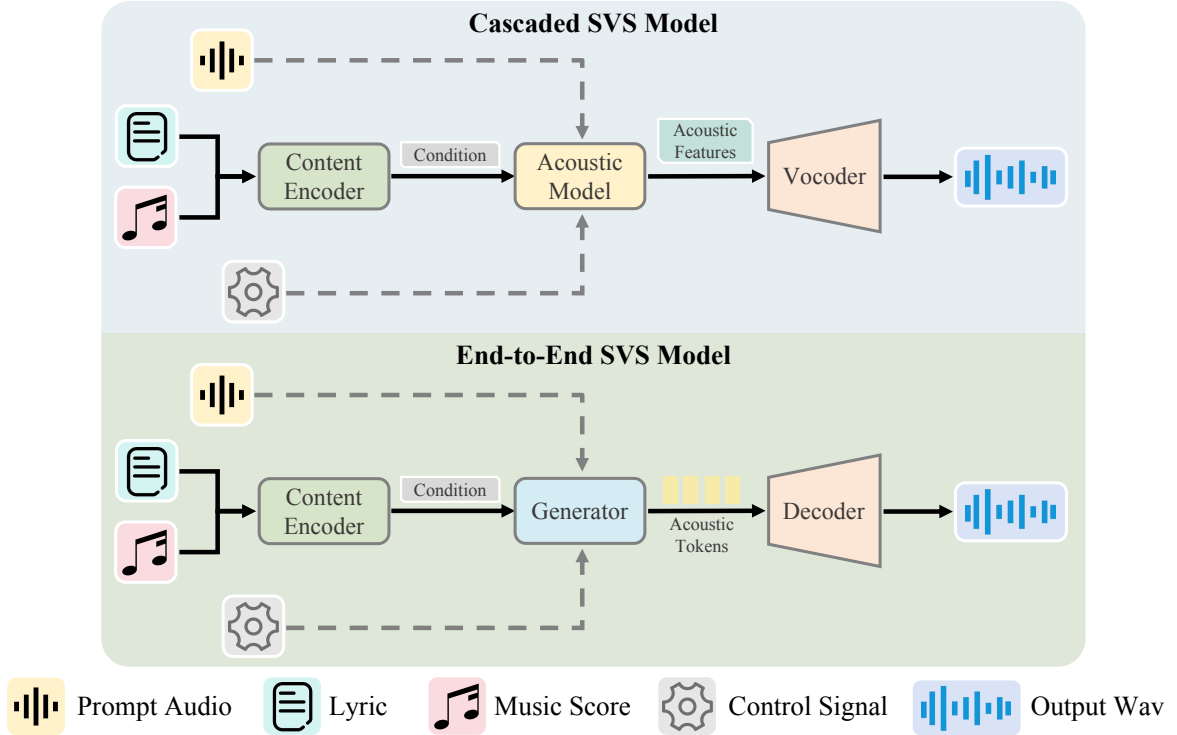 Cascaded SVS Model
Content
Encoder
Condition
Acoustic
Model
Acoustic
Features
Vocoder
End-to-End SVS Model
Content
Encoder
Condition
Generator
Acoustic
Tokens
Decoder
Prompt Audio
Lyric
Music Score
Control Signal
Output Wav